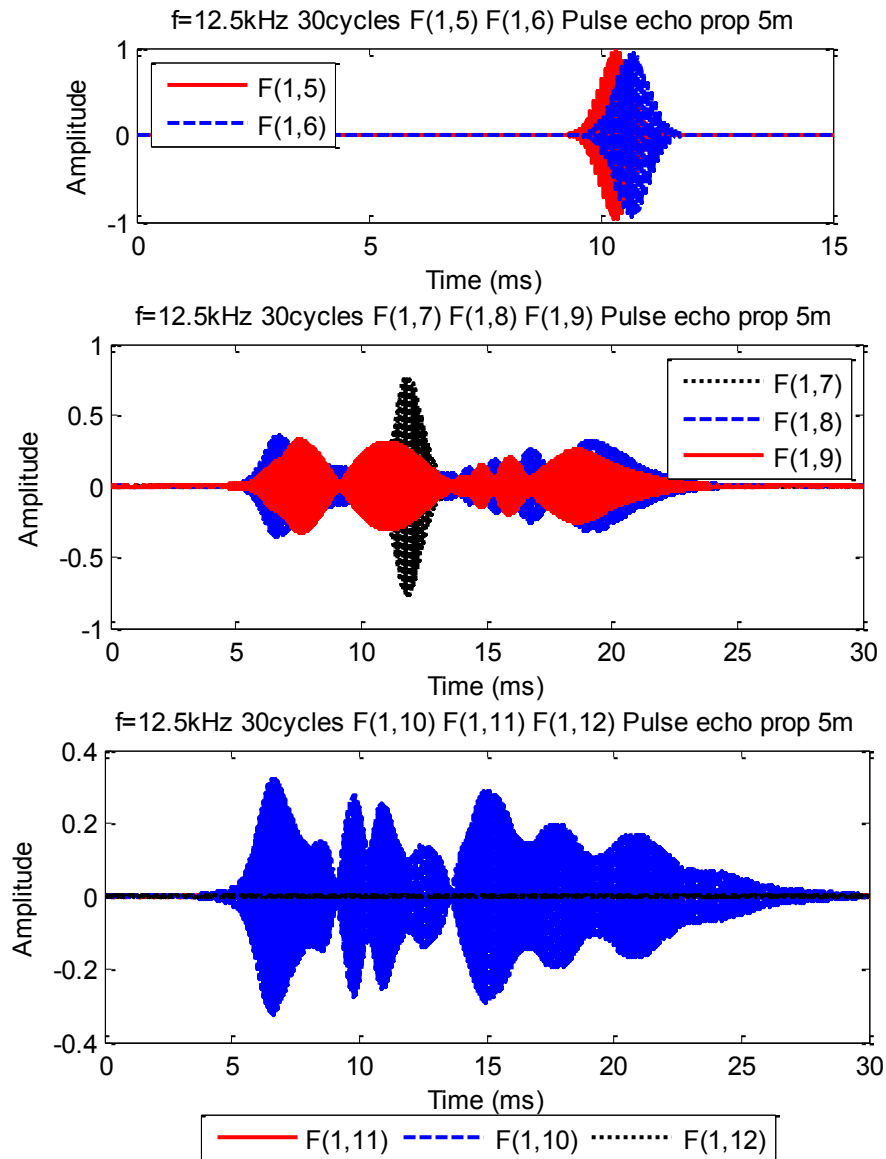 f=12.5kHz 30cycles F(1,5) F(1,6) Pulse echo prop 5m
1
F(1,5)
F(1,6)
0
-1
Amplitude
0
5
10
15
Time (ms)
f=12.5kHz 30cycles F(1,7) F(1,8) F(1,9) Pulse echo prop 5m
1
F(1,7)
0.5
F(1,8)
F(1,9)
0
-0.5
-1
Amplitude
0
5
10
15
20
25
30
Time (ms)
f=12.5kHz 30cycles F(1,10) F(1,11) F(1,12) Pulse echo prop 5m
0.4
0.2
0
-0.2
-0.4
Amplitude
0
5
10
15
20
25
30
Time (ms)
F(1,11) F(1,10) F(1,12)